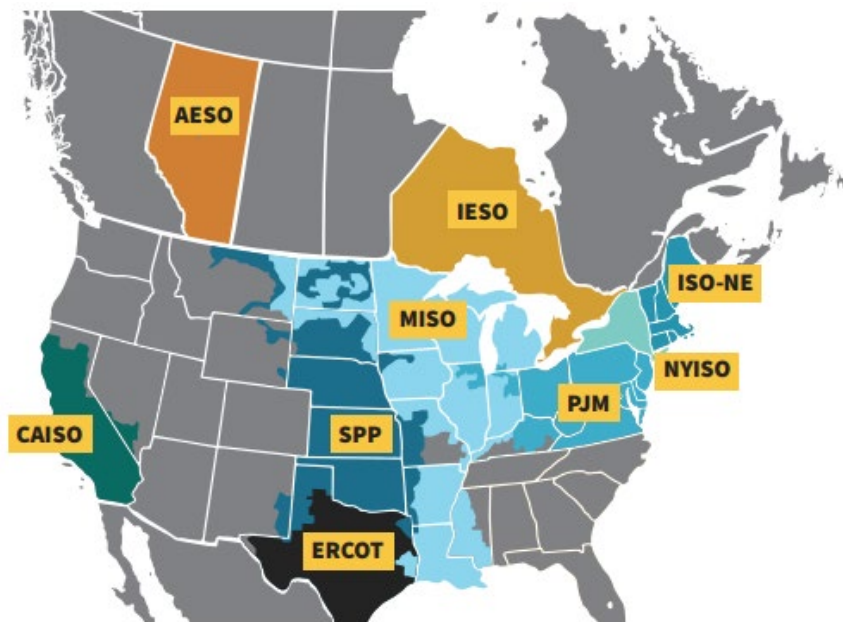 AESO
IESO
ISO-NE
MISO
NYISO
PJM
CAISO
SPP
ERCOT